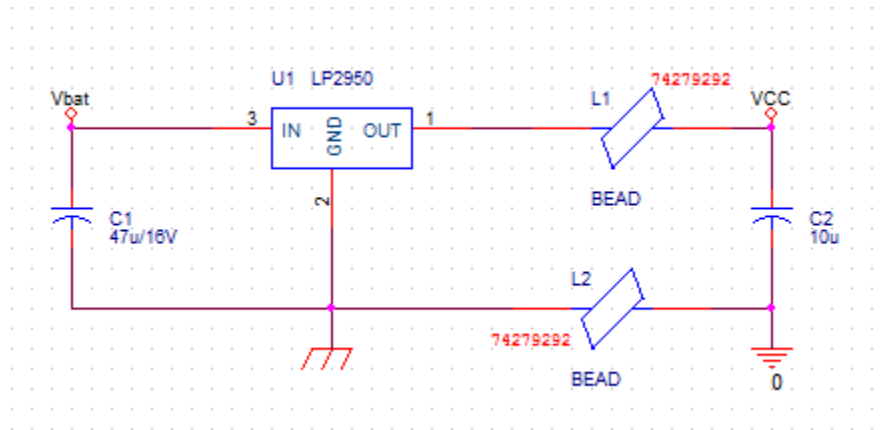 U1 LP2950
Vbat
3
IN
GND
OUT
1
2
L1
74279292
BEAD
VCC
C1
47u/16V
C2
10u
L2
74279292
BEAD
0